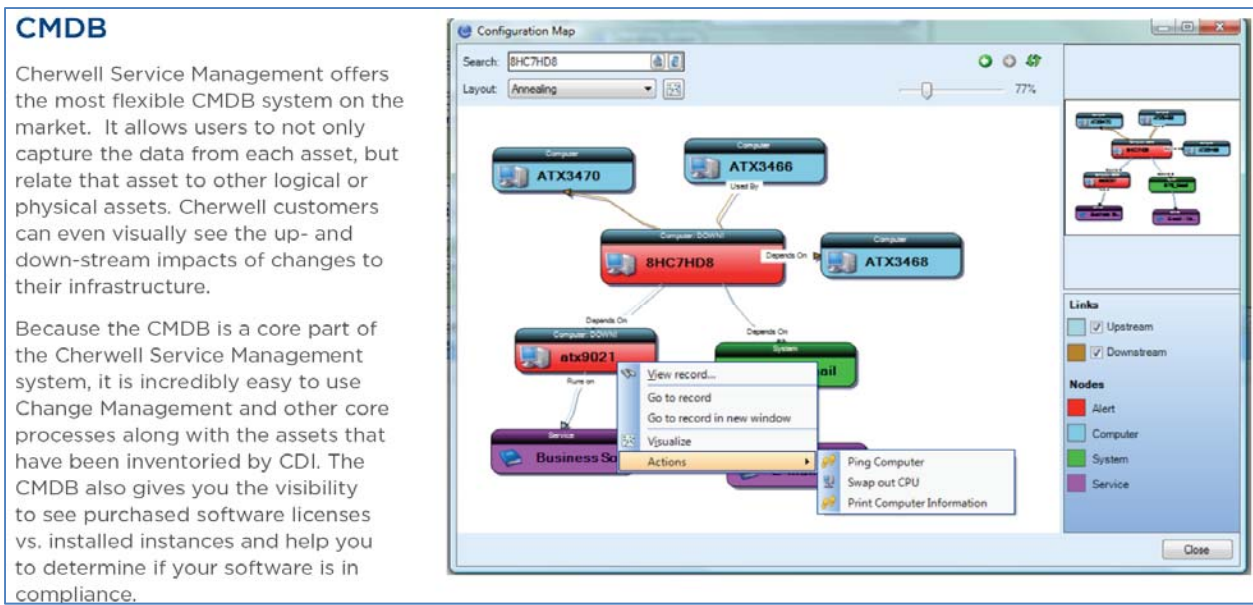 CMDB
Cherwell Service Management offers
the most flexible CMDB system on the
market. It allows users to not only
capture the data from each asset, but
relate that asset to other logical or
physical assets. Cherwell customers
can even visually see the up- and
down-stream impacts of changes to
their infrastructure.
Because the CMDB is a core part of
the Cherwell Service Management
system, it is incredibly easy to use
Change Management and other core
processes along with the assets that
have been inventoried by CDI. The
CMDB also gives you the visibility
to see purchased software licenses
vs. installed instances and help you
to determine if your software is in
compliance.
Configuration Map
Search: 8HC7HD8
Layout: Annealing
77%
Computer
ATX3470
Computer
ATX3466
Used By
Computer: DOWN!
8HC7HD8
Depends On
Computer
ATX3468
Depends On
Computer: DOWN!
atx9021
Runs on
Depends On
System
ail
Service
Business So
View record...
Go to record
Go to record in new window
Visualize
Actions
Ping Computer
Swap out CPU
Print Computer Information
Links
Upstream
Downstream
Nodes
Alert
Computer
System
Service
Close